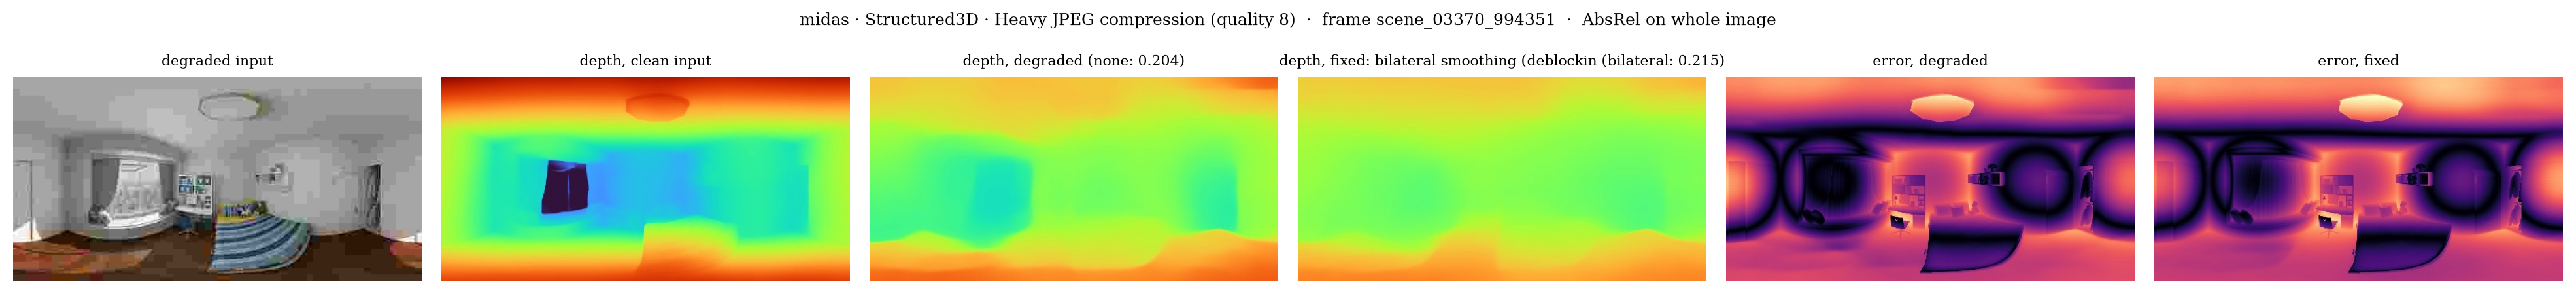 midas · Structured3D · Heavy JPEG compression (quality 8)  ·  frame scene_03370_994351  ·  AbsRel on whole image
degraded input
depth, clean input
depth, degraded (none: 0.204)
depth, fixed: bilateral smoothing (deblockin (bilateral: 0.215)
error, degraded
error, fixed